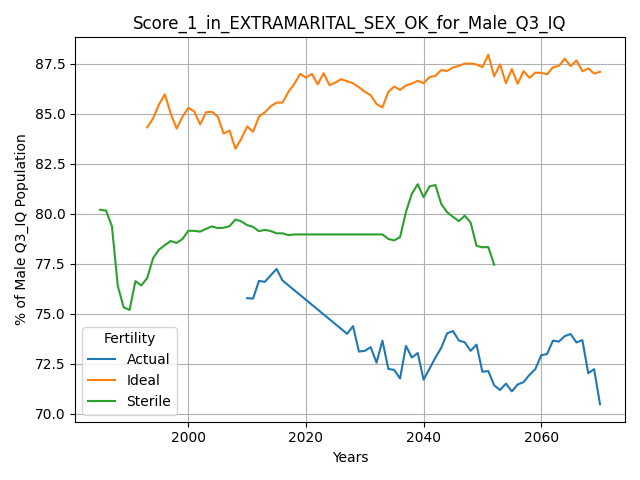 Score_1_in_EXTRAMARITAL_SEX_OK_for_Male_Q3_IQ
% of Male Q3_IQ Population
87.5
85.0
82.5
80.0
77.5
75.0
72.5
70.0
Fertility
Actual
Ideal
Sterile
2000
2020
2040
2060
Years